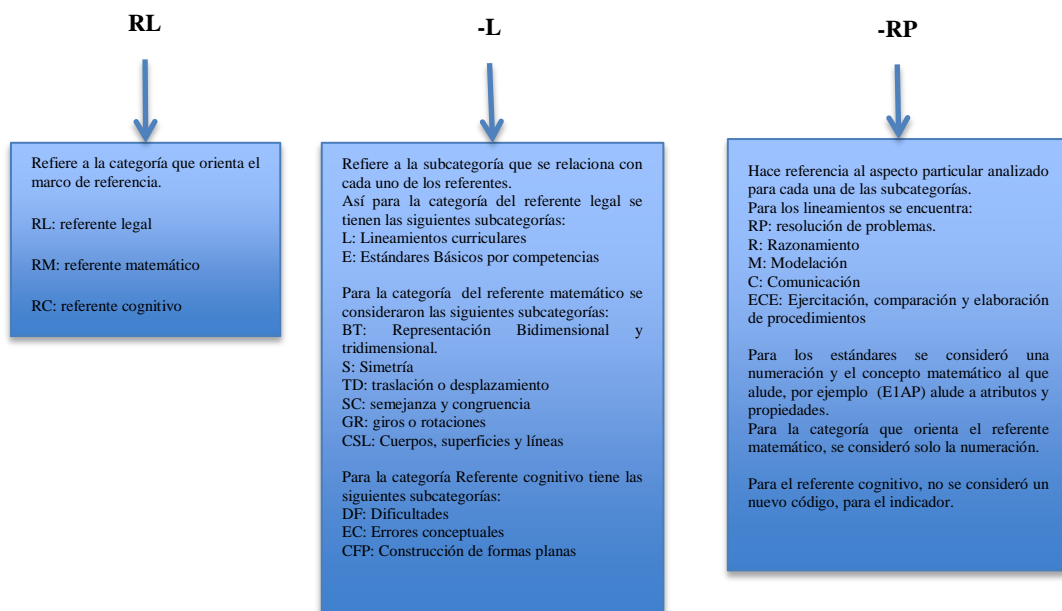 RL
-L
-RP
Refiere a la categoría que orienta el
marco de referencia.
RL: referente legal
RM: referente matemático
RC: referente cognitivo
Refiere a la subcategoría que se relaciona con
cada uno de los referentes.
Así para la categoría del referente legal se
tienen las siguientes subcategorías:
L: Lineamientos curriculares
E: Estándares Básicos por competencias
Para la categoría del referente matemático se
consideraron las siguientes subcategorías:
BT: Representación Bidimensional y
tridimensional.
S: Simetría
TD: traslación o desplazamiento
SC: semejanza y congruencia
GR: giros o rotaciones
CSL: Cuerpos, superficies y líneas
Para la categoría Referente cognitivo tiene las
siguientes subcategorías:
DF: Dificultades
EC: Errores conceptuales
CFP: Construcción de formas planas
Hace referencia al aspecto particular analizado
para cada una de las subcategorías.
Para los lineamientos se encuentra:
RP: resolución de problemas.
R: Razonamiento
M: Modelación
C: Comunicación
ECE: Ejercitación, comparación y elaboración
de procedimientos
Para los estándares se consideró una
numeración y el concepto matemático al que
alude, por ejemplo (E1AP) alude a atributos y
propiedades.
Para la categoría que orienta el referente
matemático, se consideró solo la numeración.
Para el referente cognitivo, no se consideró un
nuevo código, para el indicador.